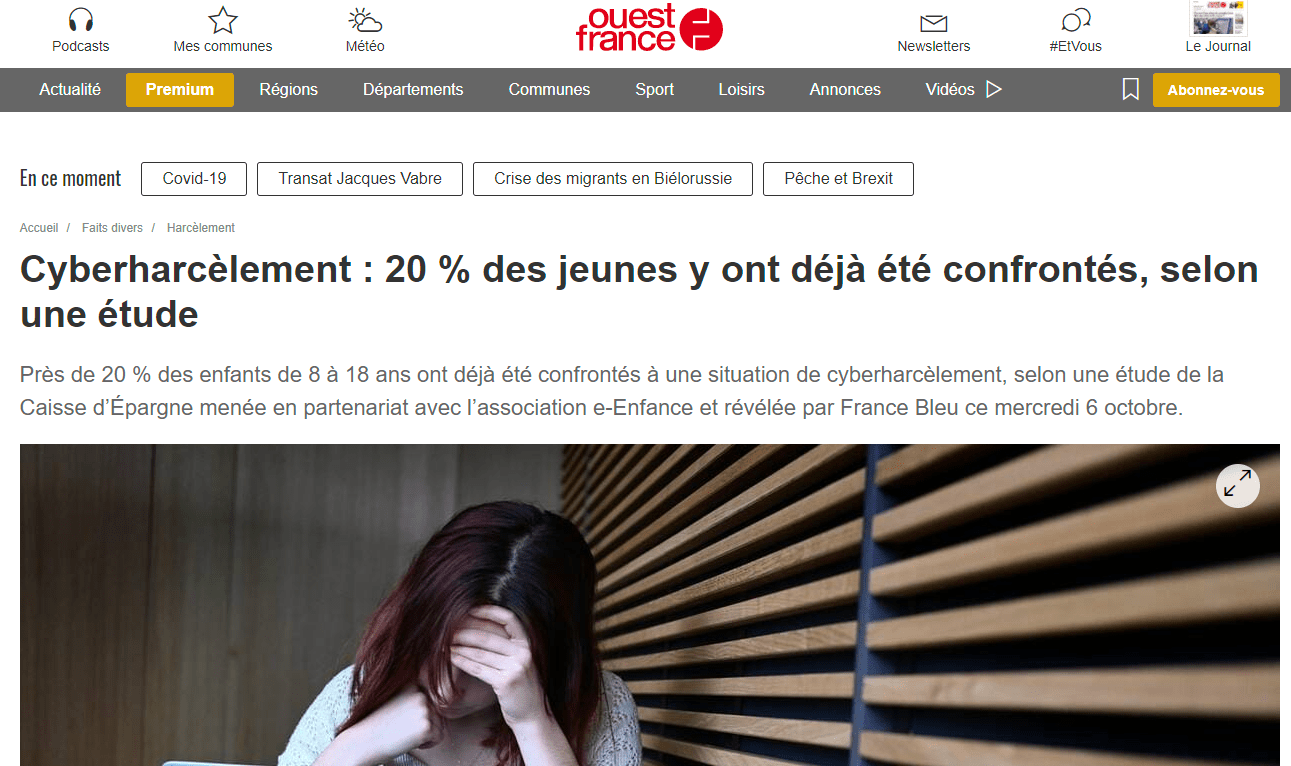 Podcasts
Mes communes
Météo
ouest
france
Newsletters
#EtVous
Le Journal
Actualité
Premium
Régions
Départements
Communes
Sport
Loisirs
Annonces
Vidéos
Abonnez-vous
En ce moment
Covid-19
Transat Jacques Vabre
Crise des migrants en Biélorussie
Pêche et Brexit
Accueil / Faits divers / Harcèlement
Cyberharcèlement : 20 % des jeunes y ont déjà été confrontés, selon
une étude
Près de 20 % des enfants de 8 à 18 ans ont déjà été confrontés à une situation de cyberharcèlement, selon une étude de la
Caisse d’Épargne menée en partenariat avec l’association e-Enfance et révélée par France Bleu ce mercredi 6 octobre.